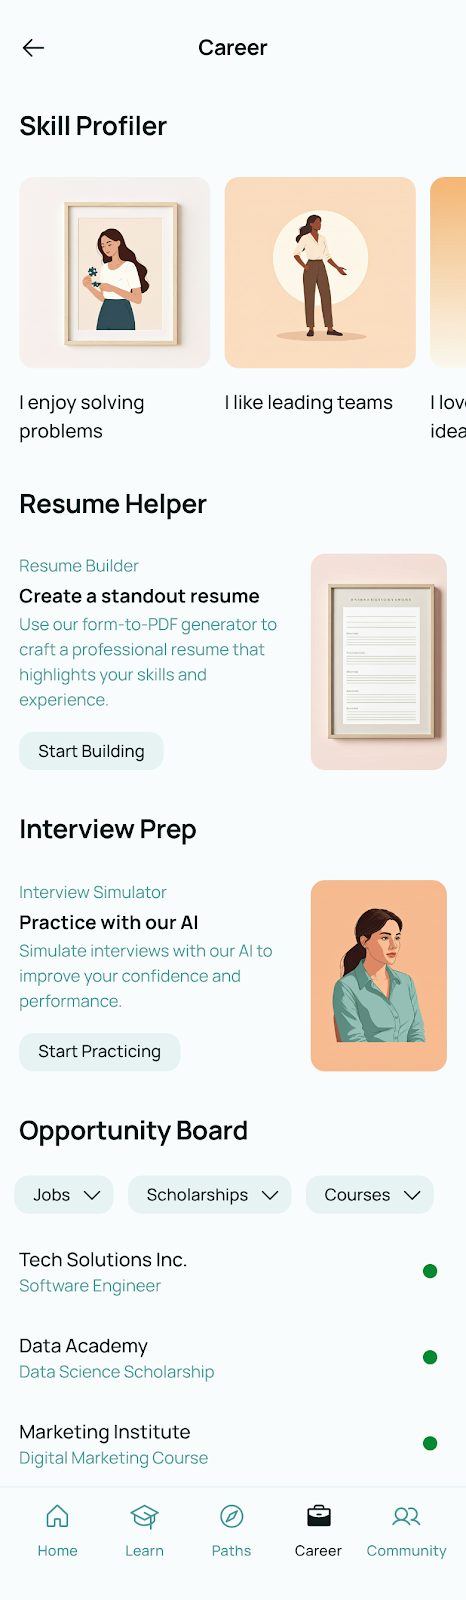 Career
Skill Profiler
I enjoy solving
problems
I like leading teams
I lov
idea
Resume Helper
Resume Builder
Create a standout resume
Use our form-to-PDF generator to
craft a professional resume that
highlights your skills and
experience.
Start Building
Interview Prep
Interview Simulator
Practice with our AI
Simulate interviews with our AI to
improve your confidence and
performance.
Start Practicing
Opportunity Board
Jobs
Scholarships
Courses
Tech Solutions Inc.
Software Engineer
Data Academy
Data Science Scholarship
Marketing Institute
Digital Marketing Course
Home
Learn
Paths
Career
Community